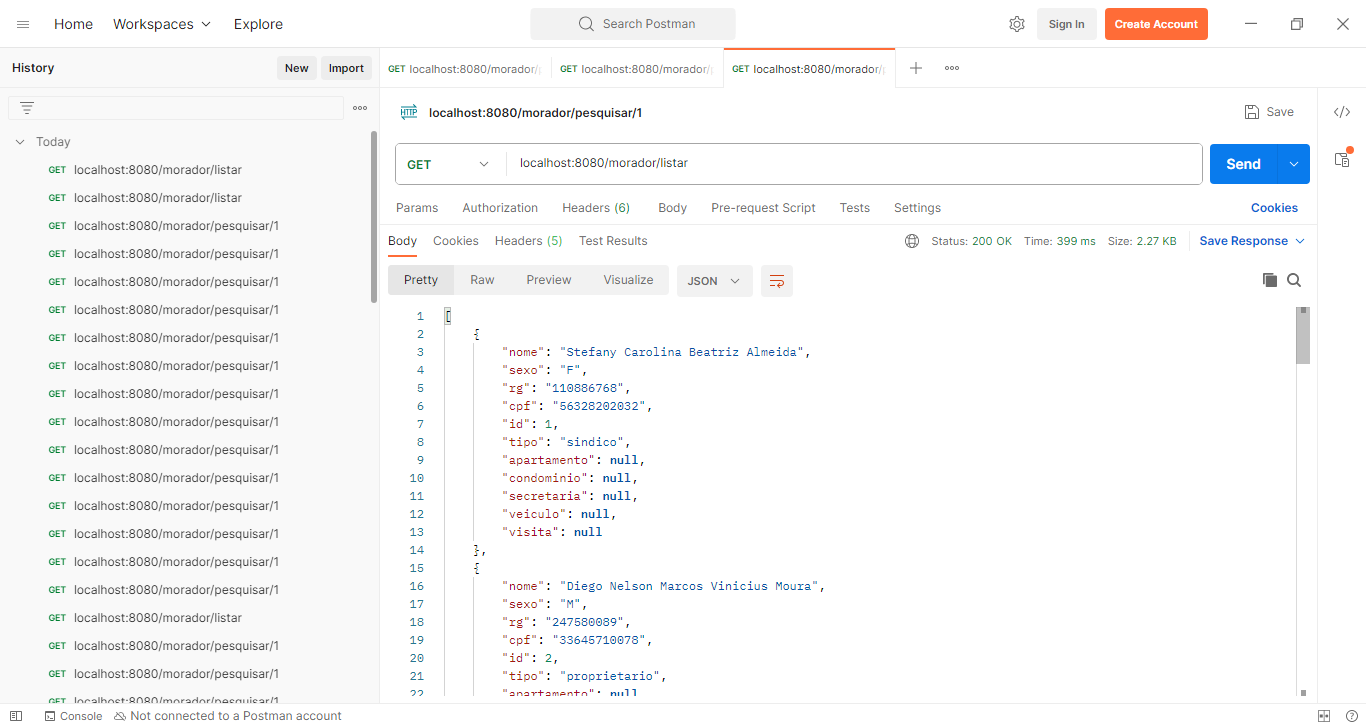 Home Workspaces Explore Search Postman Sign In Create Account
History New Import GET localhost:8080/morador/ GET localhost:8080/morador/ GET localhost:8080/morador/
HTTP localhost:8080/morador/pesquisar/1 Save
GET localhost:8080/morador/listar Send
Params Authorization Headers (6) Body Pre-request Script Tests Settings Cookies
Body Cookies Headers (5) Test Results Status: 200 OK Time: 399 ms Size: 2.27 KB Save Response
Pretty Raw Preview Visualize JSON
Today
GET localhost:8080/morador/listar
GET localhost:8080/morador/listar
GET localhost:8080/morador/pesquisar/1
GET localhost:8080/morador/pesquisar/1
GET localhost:8080/morador/pesquisar/1
GET localhost:8080/morador/pesquisar/1
GET localhost:8080/morador/pesquisar/1
GET localhost:8080/morador/pesquisar/1
GET localhost:8080/morador/pesquisar/1
GET localhost:8080/morador/pesquisar/1
GET localhost:8080/morador/pesquisar/1
GET localhost:8080/morador/pesquisar/1
GET localhost:8080/morador/pesquisar/1
GET localhost:8080/morador/pesquisar/1
GET localhost:8080/morador/pesquisar/1
GET localhost:8080/morador/pesquisar/1
GET localhost:8080/morador/listar
GET localhost:8080/morador/pesquisar/1
GET localhost:8080/morador/pesquisar/1
GET localhost:8080/morador/pesquisar/1
1 [
2 {
3 "nome": "Stefany Carolina Beatriz Almeida",
4 "sexo": "F",
5 "rg": "110886768",
6 "cpf": "56328202032",
7 "id": 1,
8 "tipo": "sindico",
9 "apartamento": null,
10 "condominio": null,
11 "secretaria": null,
12 "veiculo": null,
13 "visita": null
14 },
15 {
16 "nome": "Diego Nelson Marcos Vinicius Moura",
17 "sexo": "M",
18 "rg": "247580089",
19 "cpf": "33645710078",
20 "id": 2,
21 "tipo": "proprietario",
22 "apartamento": null
Console Not connected to a Postman account